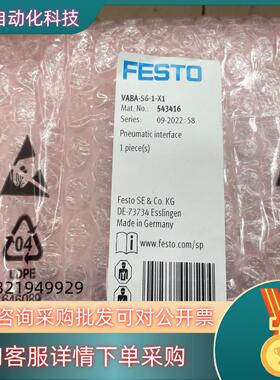 自动化科技
FESTO
VABA-S6-1-X1
Mat. No.: 543416
Series: 09-2022: S8
Pneumatic interface
1 piece(s)
Festo SE & Co. KG
DE-73734 Esslingen
Made in Germany
www.festo.com/sp
04
LDPE
321949929
咨询采购批发可对公开票
客服详情下单采购